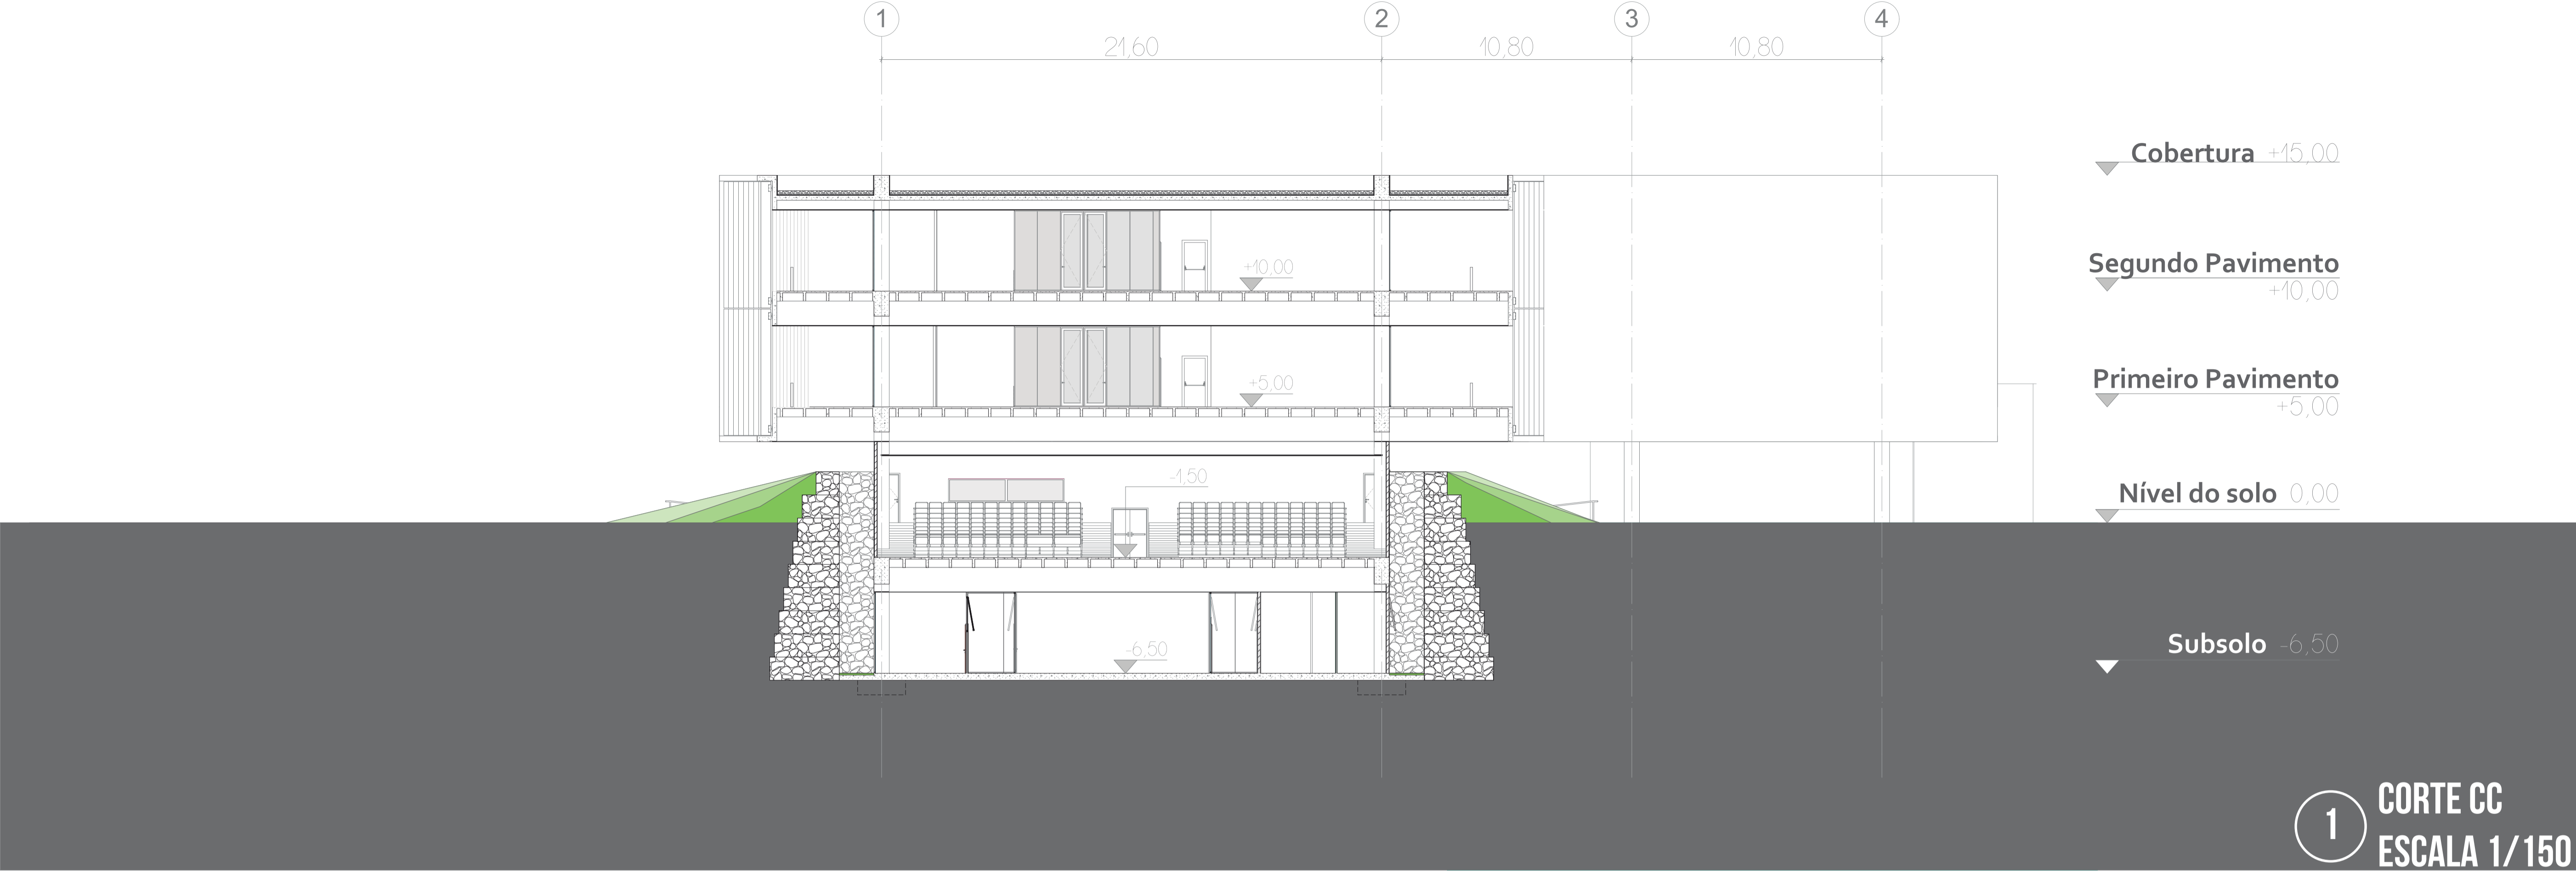 1 2 3 4
21,60 10,80 10,80
Cobertura +15,00
Segundo Pavimento
+10,00
+10,00
Primeiro Pavimento
+5,00
+5,00
-1,50
Nível do solo 0,00
Subsolo -6,50
-6,50
1
CORTE CC
ESCALA 1/150